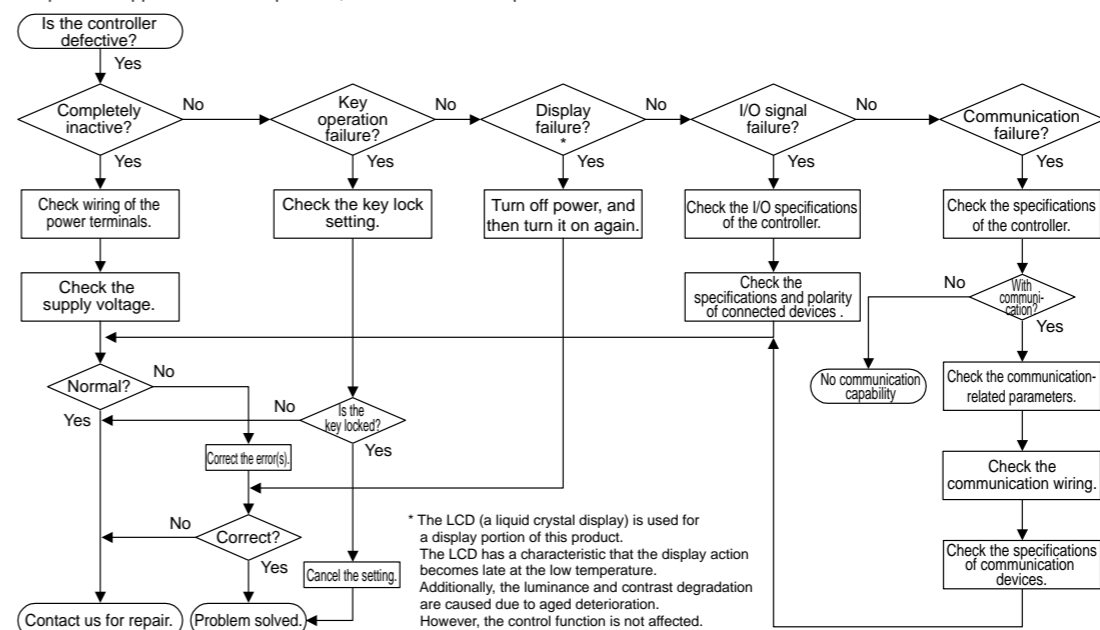 Is the controller
defective?
Yes
Completely
inactive?
No
Key
operation
failure?
No
Display
failure?
*
No
I/O signal
failure?
No
Communication
failure?
Yes
Yes
Yes
Yes
Yes
Check wiring of the
power terminals.
Check the key lock
setting.
Turn off power, and
then turn it on again.
Check the I/O specifications
of the controller.
Check the specifications
of the controller.
Check the
supply voltage.
Check the
specifications and polarity
of connected devices .
No
With
communi-
cation?
Yes
Normal?
No
Yes
No communication
capability
Check the communication-
related parameters.
No
Is the
key locked?
Yes
Correct the error(s).
Check the
communication wiring.
No
Correct?
Yes
Cancel the setting.
* The LCD (a liquid crystal display) is used for
a display portion of this product.
The LCD has a characteristic that the display action
becomes late at the low temperature.
Additionally, the luminance and contrast degradation
are caused due to aged deterioration.
However, the control function is not affected.
Check the specifications
of communication
devices.
Contact us for repair.
Problem solved.